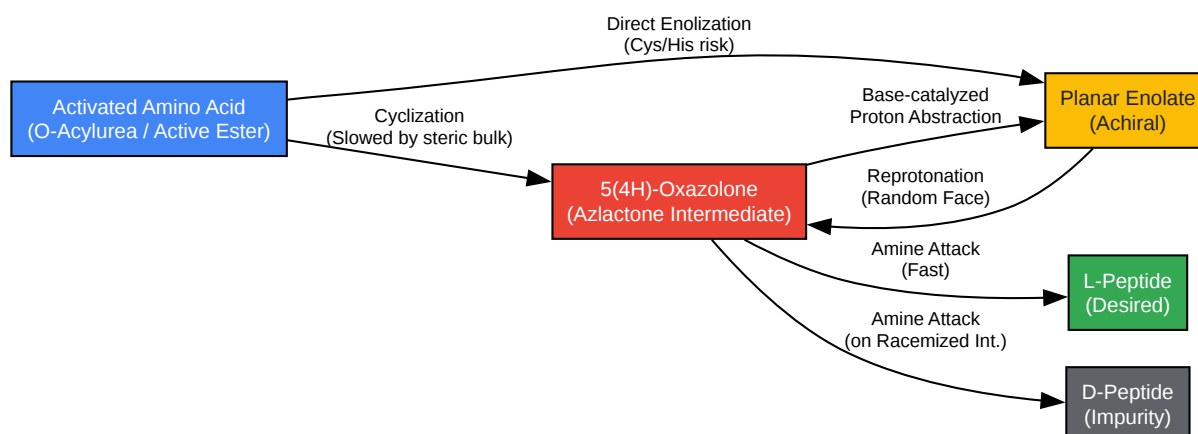 Direct Enolization
(Cys/His risk)
Activated Amino Acid
(O-Acylurea / Active Ester)
Cyclization
(Slowed by steric bulk)
Base-catalyzed
Proton Abstraction
Planar Enolate
(Achiral)
5(4H)-Oxazolone
(Azlactone Intermediate)
Reprotonation
(Random Face)
Amine Attack
(Fast)
L-Peptide
(Desired)
Amine Attack
(on Racemized Int.)
D-Peptide
(Impurity)